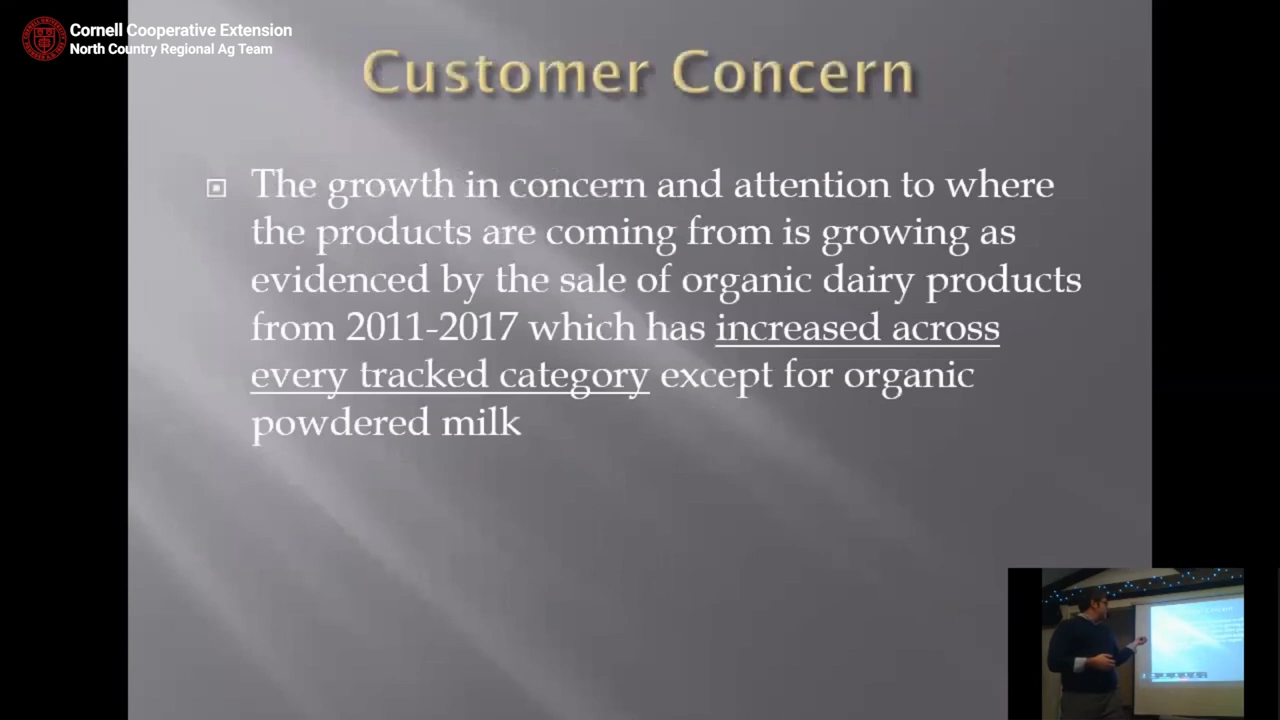 Cornell Cooperative Extension
North Country Regional Ag Team
Customer Concern
The growth in concern and attention to where
the products are coming from is growing as
evidenced by the sale of organic dairy products
from 2011-2017 which has increased across
every tracked category except for organic
powdered milk